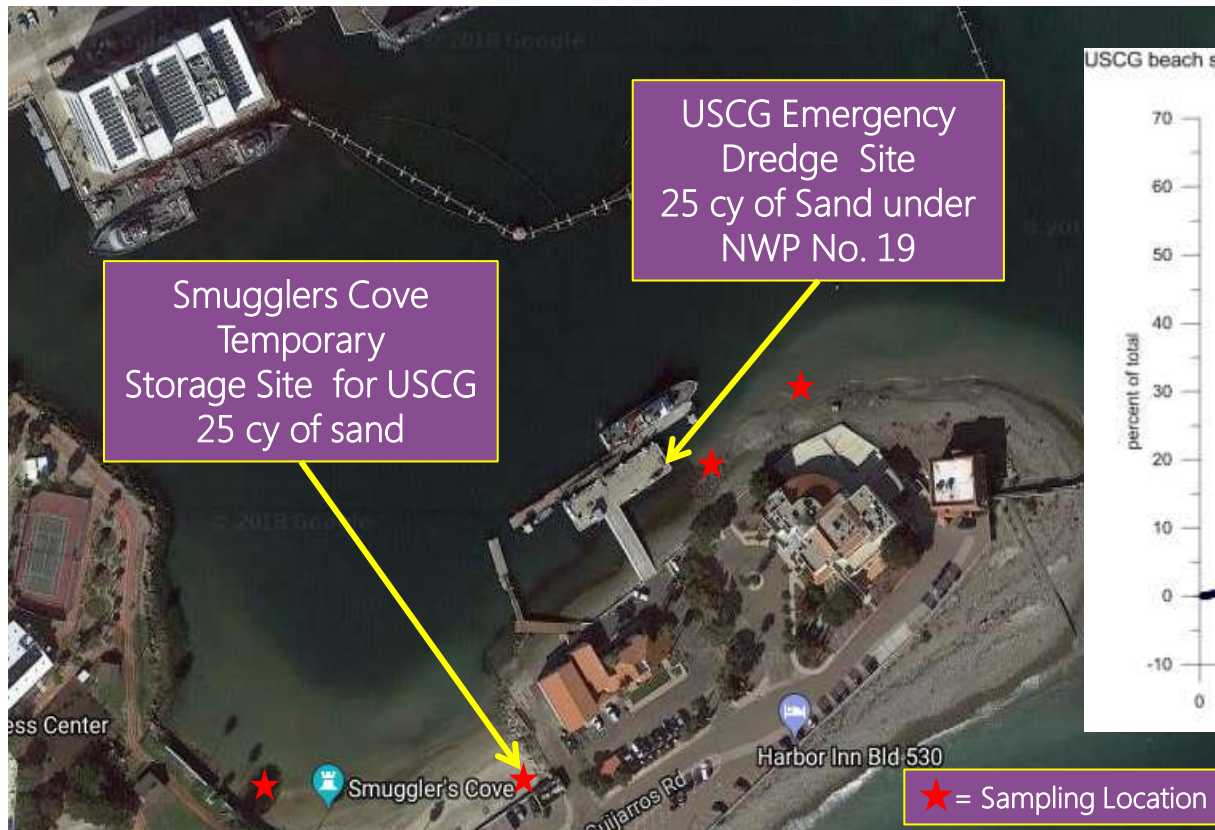 © 2018 Google
USCG beach s
USCG Emergency
Dredge Site
25 cy of Sand under
NWP No. 19
Smugglers Cove
Temporary
Storage Site for USCG
25 cy of sand
© 2018 Google
percent of total
70
60
50
40
30
20
10
0
-10
0
ess Center
Smuggler's Cove
Harbor Inn Bld 530
Guijarros Rd
= Sampling Location